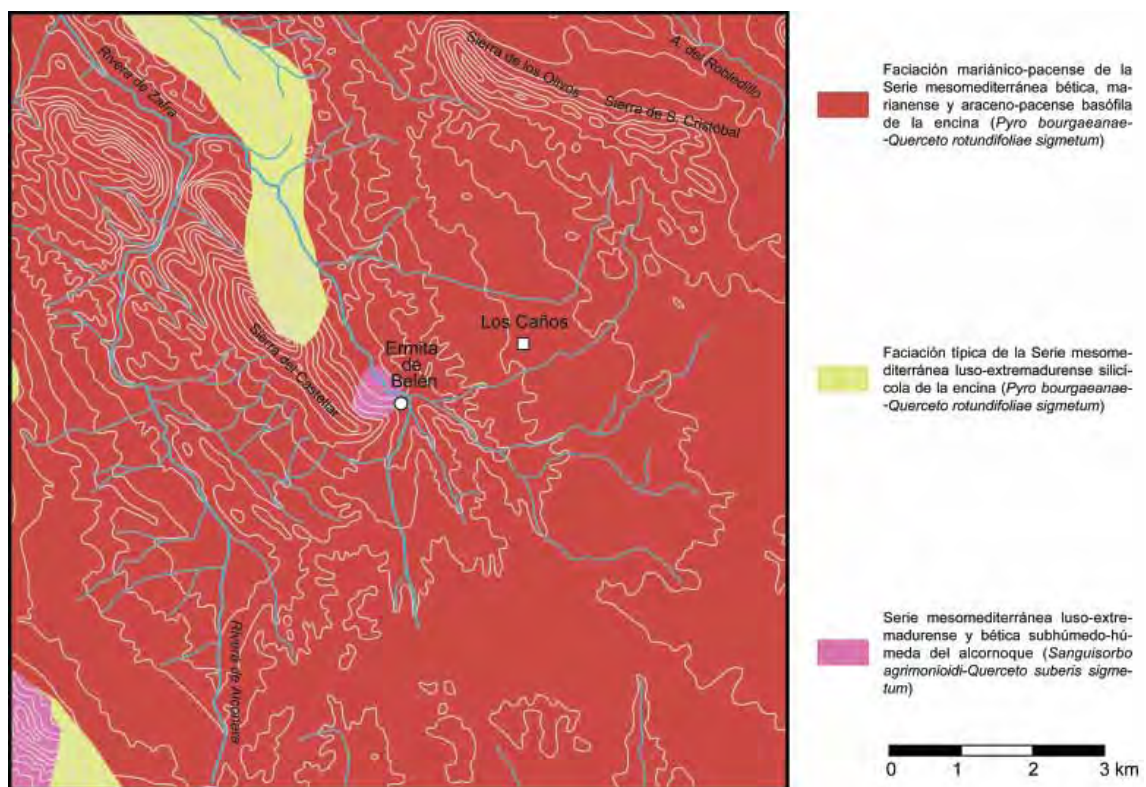 Rivera de Zafra
Sierra de los Olivos
A. del Robledillo
Sierra de S. Cristóbal
Los Caños
Ermita
de
Belén
Sierra del Castellar
Rivera de Alconera
Faciación mariánico-pacense de la
Serie mesomediterránea bética, ma-
rianense y araceno-pacense basófila
de la encina (Pyro bourgaeanae-
-Querceto rotundifoliae sigmetum)
Faciación típica de la Serie mesome-
diterránea luso-extremadurense silicí-
cola de la encina (Pyro bourgaeanae-
-Querceto rotundifoliae sigmetum)
Serie mesomediterránea luso-extre-
madurense y bética subhúmedo-hú-
meda del alcornoque (Sanguisorbo
agrimonioidi-Querceto suberis sigme-
tum)
0 1 2 3 km